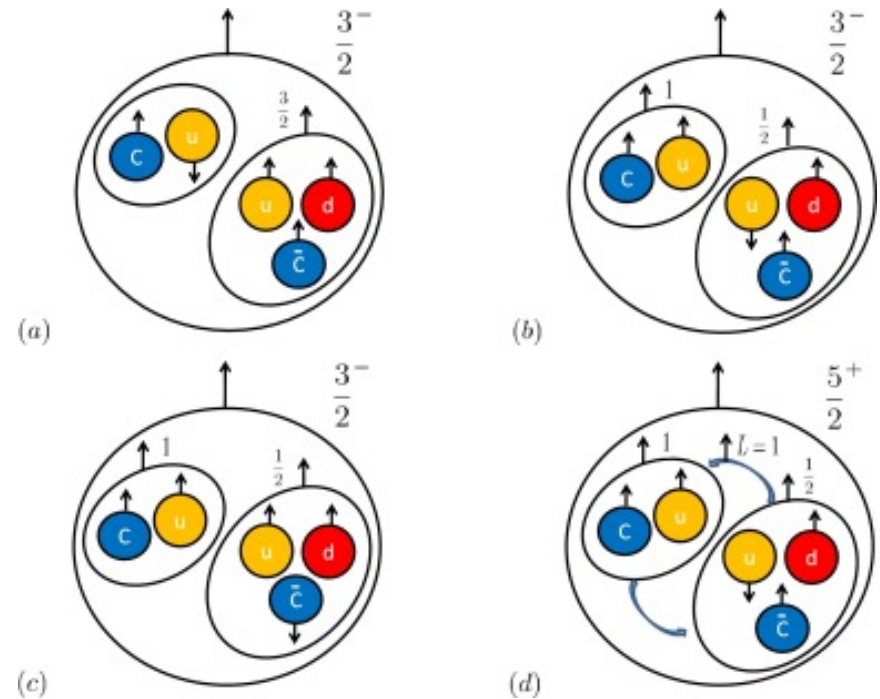 3/2⁻
3/2
C u
u d
C̄
(a)
3/2⁻
1
1/2
C u
u d
C̄
(b)
3/2⁻
1
1/2
C u
u d
C̄
(c)
5/2⁺
1 L = 1
1/2
C u
u d
C̄
(d)